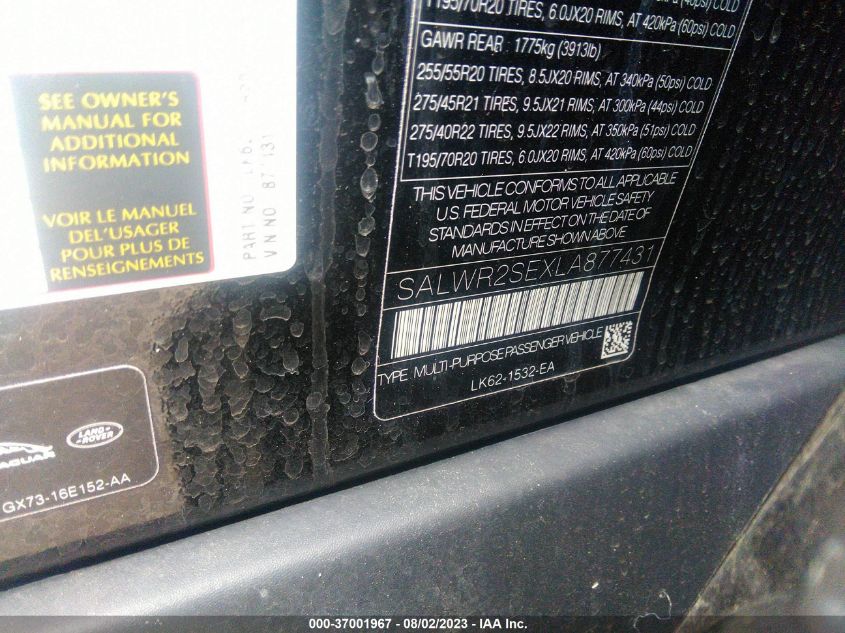 T195/70R20 TIRES, 6.0JX20 RIMS, AT 420kPa (60psi) COLD
GAWR REAR : 1775kg (3913lb)
255/55R20 TIRES, 8.5JX20 RIMS, AT 340kPa (50psi) COLD
275/45R21 TIRES, 9.5JX21 RIMS, AT 300kPa (44psi) COLD
275/40R22 TIRES, 9.5JX22 RIMS, AT 350kPa (51psi) COLD
T195/70R20 TIRES, 6.0JX20 RIMS, AT 420kPa (60psi) COLD
THIS VEHICLE CONFORMS TO ALL APPLICABLE
U.S. FEDERAL MOTOR VEHICLE SAFETY
STANDARDS IN EFFECT ON THE DATE OF
MANUFACTURE SHOWN ABOVE
SALWR2SEXLA877431
TYPE MULTI-PURPOSE PASSENGER VEHICLE
LK62-1532-EA
SEE OWNER'S
MANUAL FOR
ADDITIONAL
INFORMATION
VOIR LE MANUEL
DEL'USAGER
POUR PLUS DE
RENSEIGNEMENTS
PART NO
VN NO
JAGUAR
LAND-
-ROVER
GX73-16E152-AA
000-37001967 - 08/02/2023 - IAA Inc.